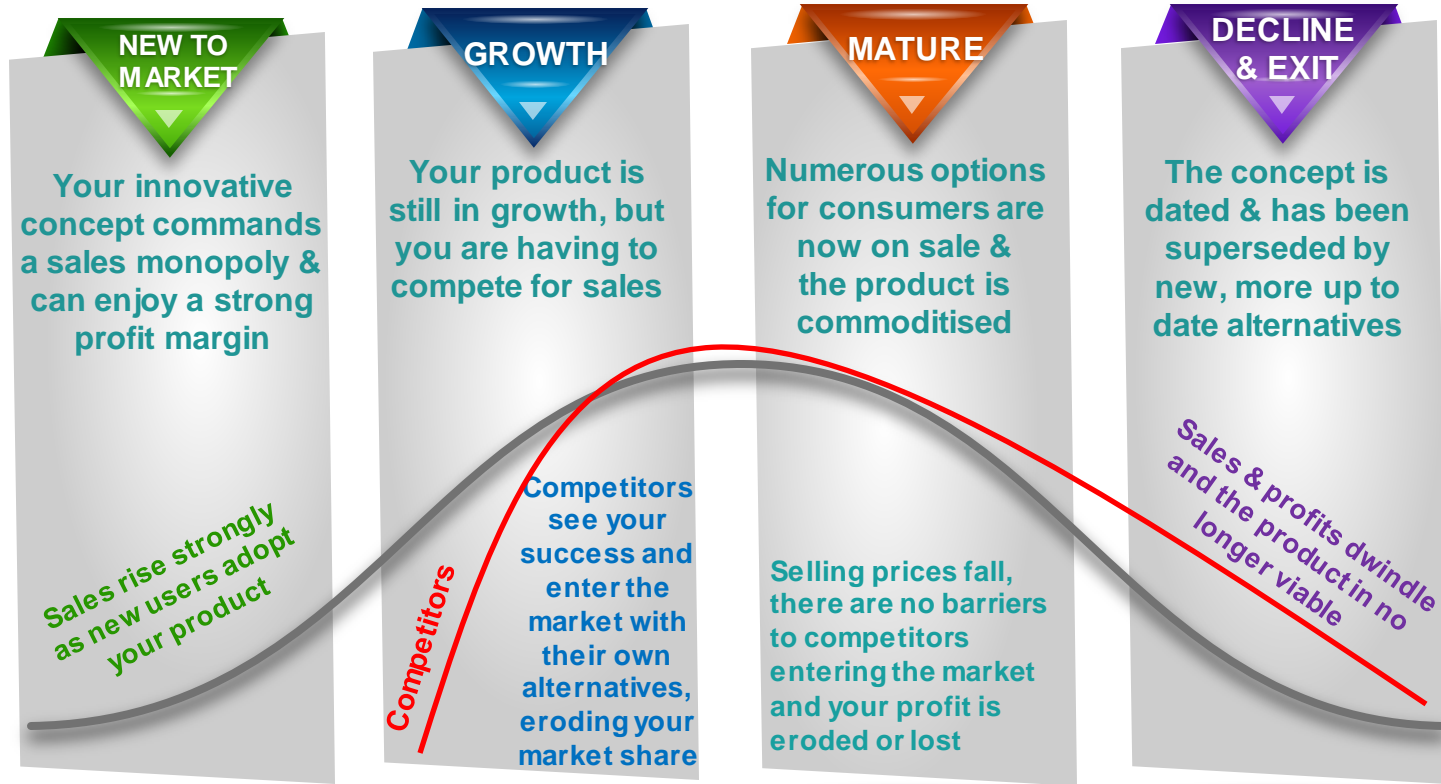 NEW TO
MARKET
Your innovative
concept commands
a sales monopoly &
can enjoy a strong
profit margin
Sales rise strongly
as new users adopt
your product
GROWTH
Your product is
still in growth, but
you are having to
compete for sales
Competitors
Competitors
see your
success and
enter the
market with
their own
alternatives,
eroding your
market share
MATURE
Numerous options
for consumers are
now on sale &
the product is
commoditised
Selling prices fall,
there are no barriers
to competitors
entering the market
and your profit is
eroded or lost
DECLINE
& EXIT
The concept is
dated & has been
superseded by
new, more up to
date alternatives
Sales & profits dwindle
and the product in no
longer viable